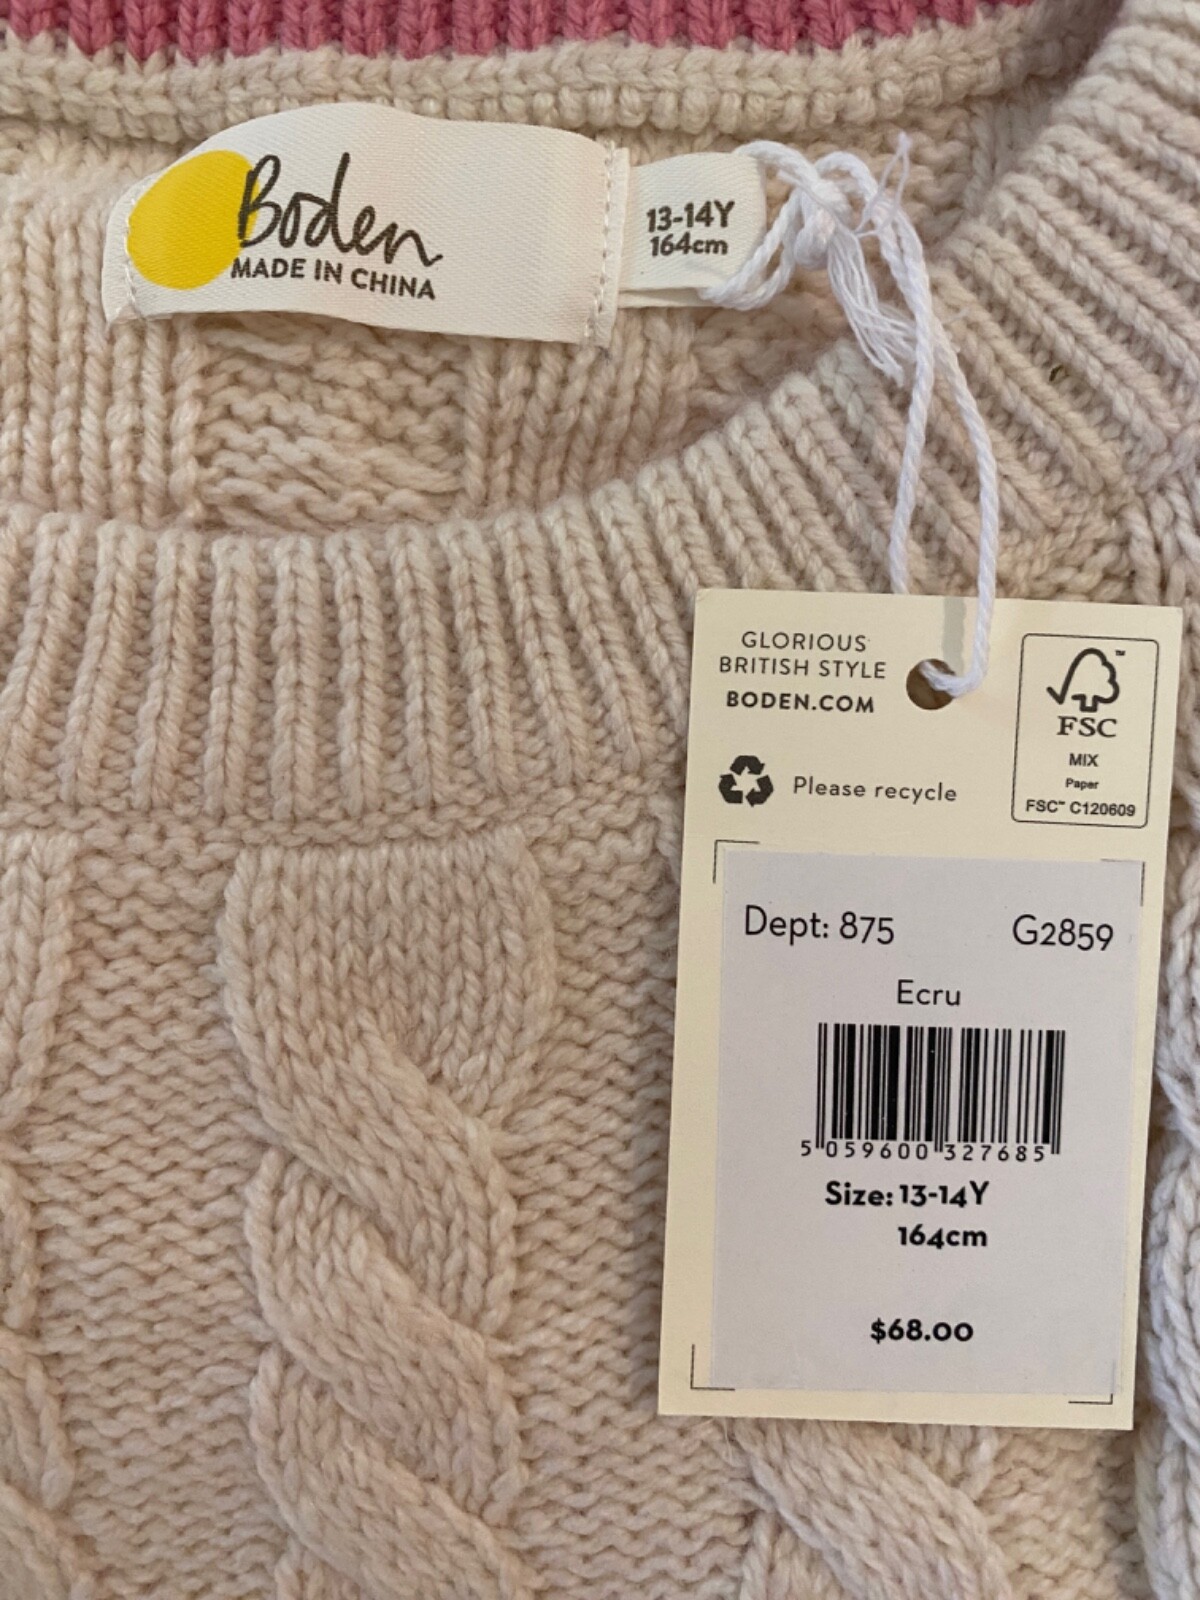 Boden
MADE IN CHINA
13-14Y
164cm
GLORIOUS
BRITISH STYLE
BODEN.COM
Please recycle
™
FSC
MIX
Paper
FSC™ C120609
Dept: 875
G2859
Ecru
5 059600 327685
Size: 13-14Y
164cm
$68.00